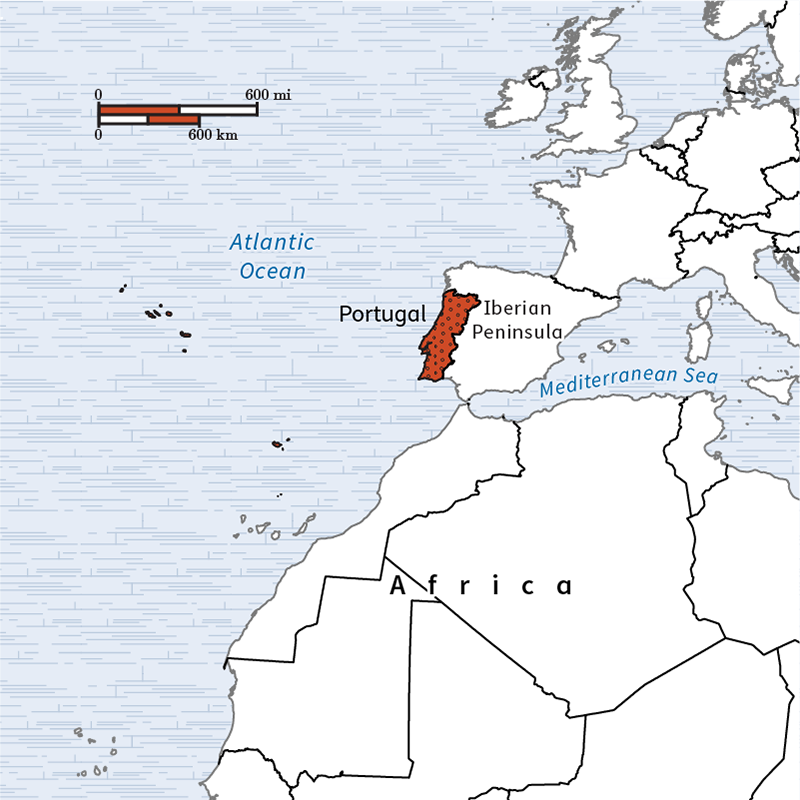 0 600 mi
0 600 km
Atlantic
Ocean
Portugal
Iberian
Peninsula
Mediterranean Sea
Africa